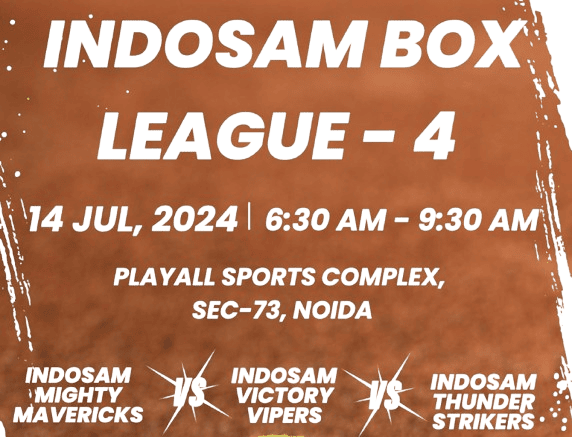 INDOSAM BOX
LEAGUE - 4
14 JUL, 2024 | 6:30 AM - 9:30 AM
PLAYALL SPORTS COMPLEX,
SEC-73, NOIDA
INDOSAM MIGHTY MAVERICKS
VS
INDOSAM VICTORY VIPERS
VS
INDOSAM THUNDER STRIKERS